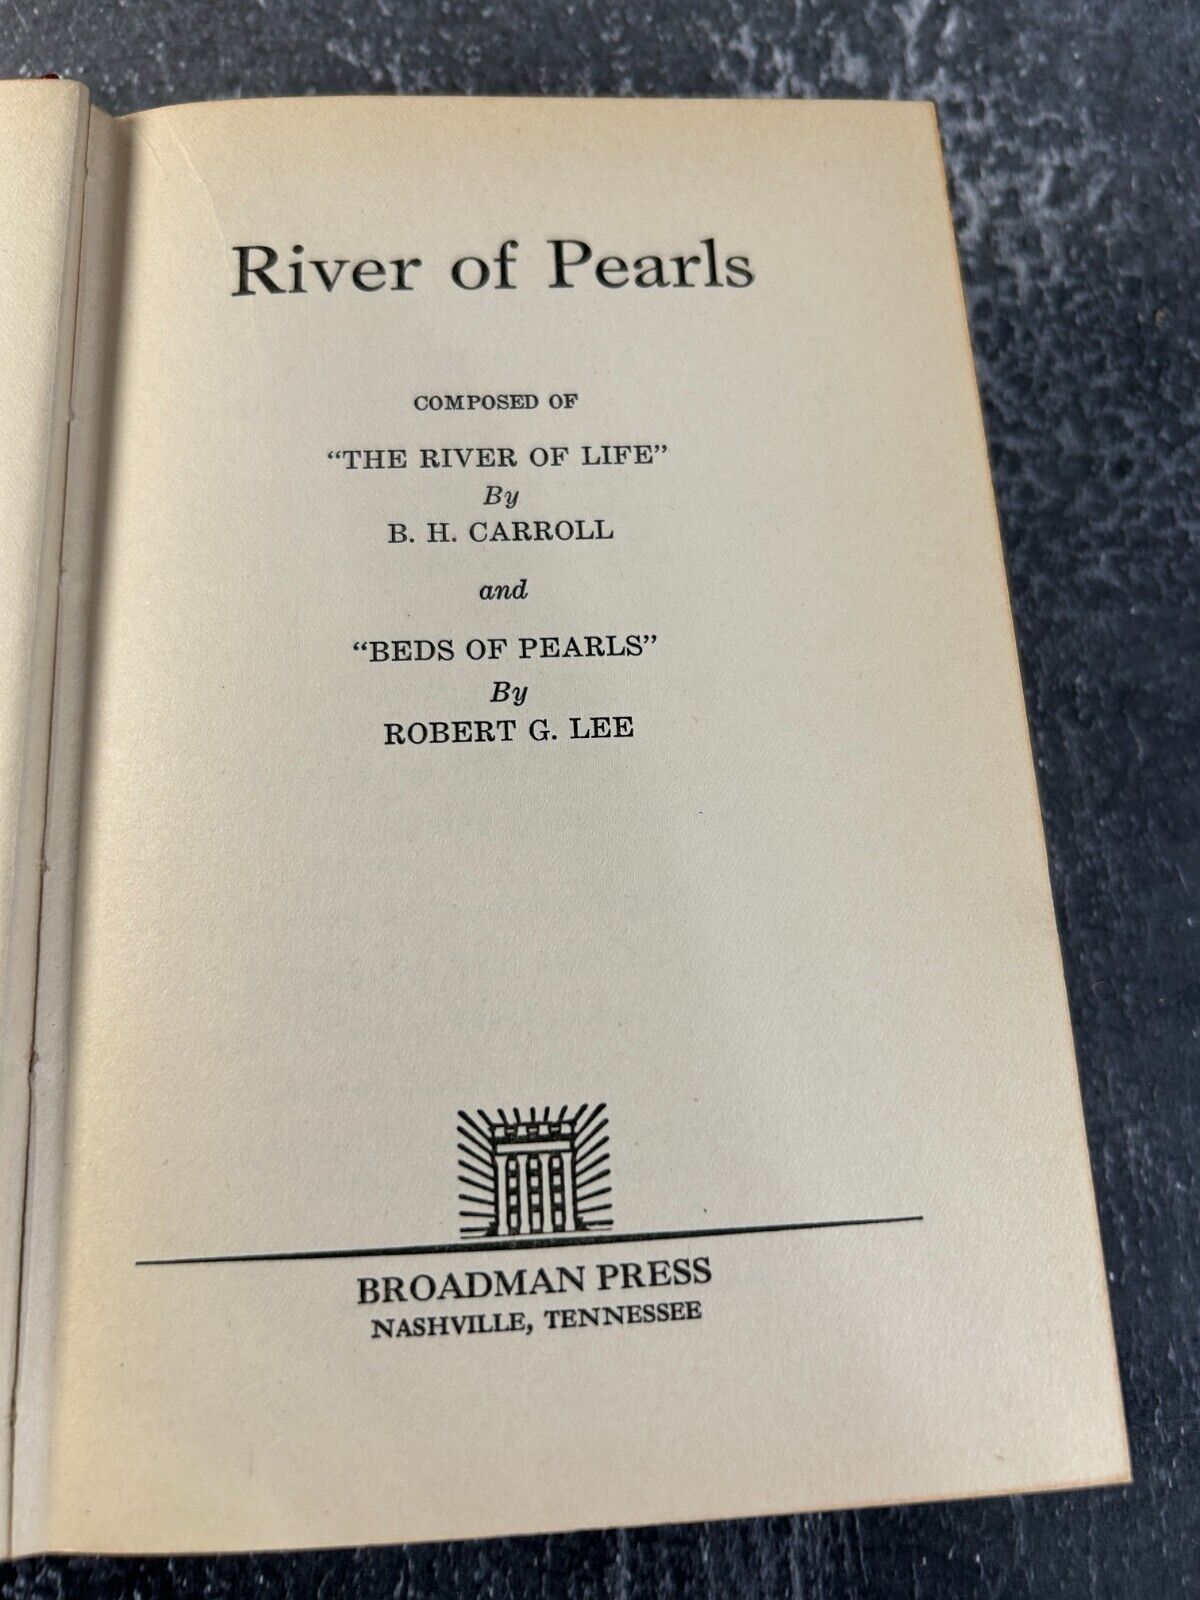 River of Pearls
COMPOSED OF
“THE RIVER OF LIFE”
By
B. H. CARROLL
and
“BEDS OF PEARLS”
By
ROBERT G. LEE
BROADMAN PRESS
NASHVILLE, TENNESSEE